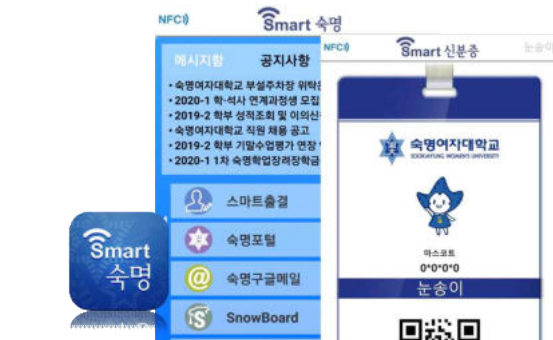 NFC
Smart 숙명
메시지함 공지사항
• 숙명여자대학교 부설주차장 위탁
• 2020-1 학·석사 연계과정생 모집
• 2019-2 학부 성적조회 및 이의신
• 숙명여자대학교 직원 채용 공고
• 2019-2 학부 기말수업평가 연장
• 2020-1 1차 숙명학업장려장학금
스마트출결
숙명포털
@ 숙명구글메일
SnowBoard
Smart
숙명
NFC
Smart 신분증
눈송이
숙명여자대학교
SOOKMYUNG WOMEN'S UNIVERSITY
마스코트
0*0*0*0
눈송이